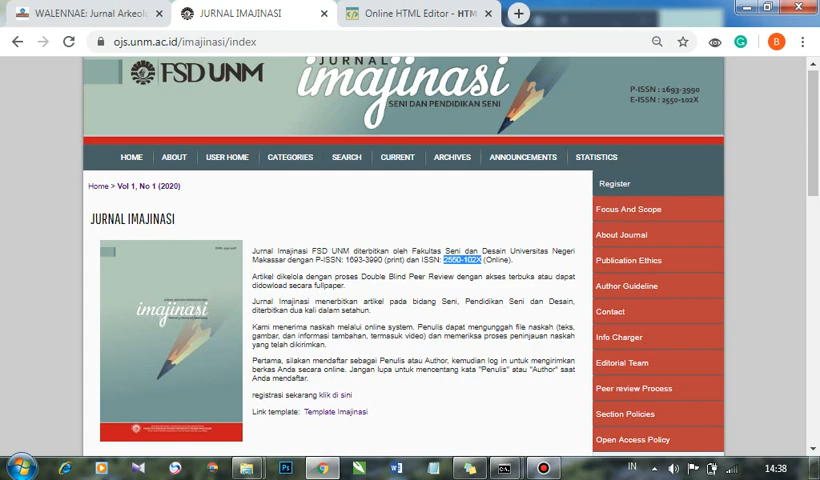 WALENNAE: Jurnal Arkeol
JURNAL IMAJINASI
Online HTML Editor - HTM
ojs.unm.ac.id/imajinasi/index
B
FSD UNM
JURNAL
imajinasi
SENI DAN PENDIDIKAN SENI
P-ISSN : 1693-3990
E-ISSN : 2550-102X
HOME ABOUT USER HOME CATEGORIES SEARCH CURRENT ARCHIVES ANNOUNCEMENTS STATISTICS
Home > Vol 1, No 1 (2020)
JURNAL IMAJINASI
imajinasi
Jurnal Imajinasi FSD UNM diterbitkan oleh Fakultas Seni dan Desain Universitas Negeri
Makassar dengan P-ISSN: 1693-3990 (print) dan ISSN: 2550-102X (Online).
Artikel dikelola dengan proses Double Blind Peer Review dengan akses terbuka atau dapat
didowload secara fullpaper.
Jurnal Imajinasi menerbitkan artikel pada bidang Seni, Pendidikan Seni dan Desain,
diterbitkan dua kali dalam setahun.
Kami menerima naskah melalui online system. Penulis dapat mengunggah file naskah (teks,
gambar, dan informasi tambahan, termasuk video) dan memeriksa proses peninjauan naskah
yang telah dikirimkan.
Pertama, silakan mendaftar sebagai Penulis atau Author, kemudian log in untuk mengirimkan
berkas Anda secara online. Jangan lupa untuk mencentang kata "Penulis" atau "Author" saat
Anda mendaftar.
registrasi sekarang klik di sini
Link template: Template Imajinasi
Register
Focus And Scope
About Journal
Publication Ethics
Author Guideline
Contact
Info Charger
Editorial Team
Peer review Process
Section Policies
Open Access Policy
IN
14:38